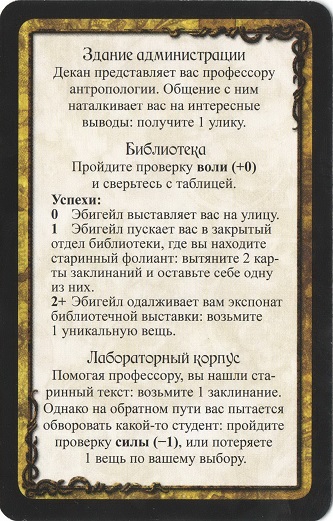 Здание администрации
Декан представляет вас профессору
антропологии. Общение с ним
наталкивает вас на интересные
выводы: получите 1 улику.
Библиотека
Пройдите проверку воли (+0)
и сверьтесь с таблицей.
Успехи:
0 Эбигейл выставляет вас на улицу.
1 Эбигейл пускает вас в закрытый
отдел библиотеки, где вы находите
старинный фолиант: вытяните 2 кар-
ты заклинаний и оставьте себе одну
из них.
2+ Эбигейл одалживает вам экспонат
библиотечной выставки: возьмите
1 уникальную вещь.
Лабораторный корпус
Помогая профессору, вы нашли ста-
ринный текст: возьмите 1 заклинание.
Однако на обратном пути вас пытается
обворовать какой-то студент: пройдите
проверку силы (−1), или потеряете
1 вещь по вашему выбору.